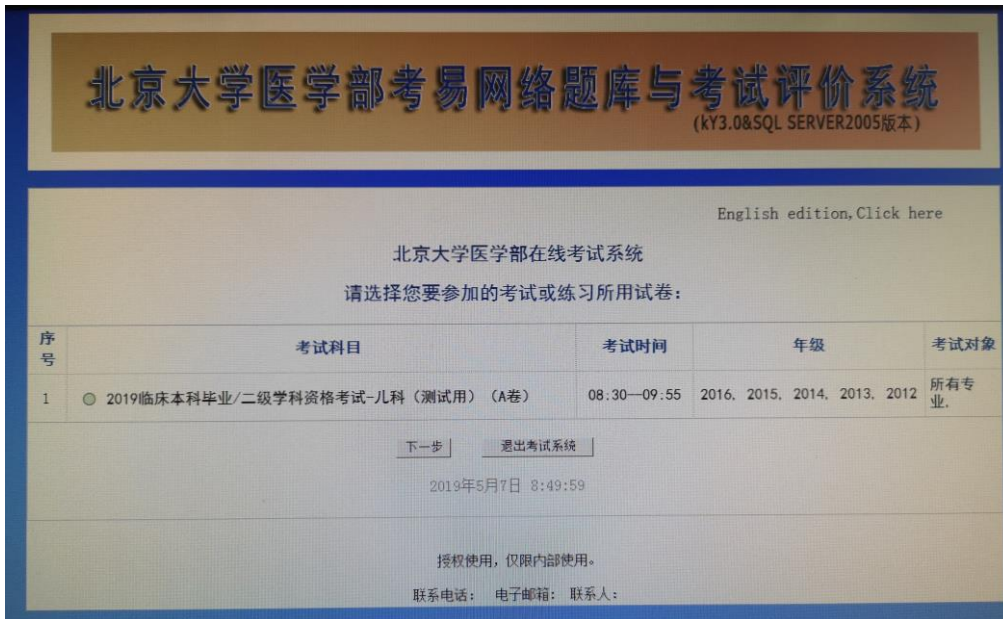 北京大学医学部考易网络题库与考试评价系统
(kY3.0&SQL SERVER2005版本)
English edition,Click here
北京大学医学部在线考试系统
请选择您要参加的考试或练习所用试卷：
序号 考试科目 考试时间 年级 考试对象
1 2019临床本科毕业/二级学科资格考试-儿科（测试用）（A卷） 08:30--09:55 2016, 2015, 2014, 2013, 2012 所有专业.
下一步 退出考试系统
2019年5月7日 8:49:59
授权使用，仅限内部使用。
联系电话： 电子邮箱： 联系人：